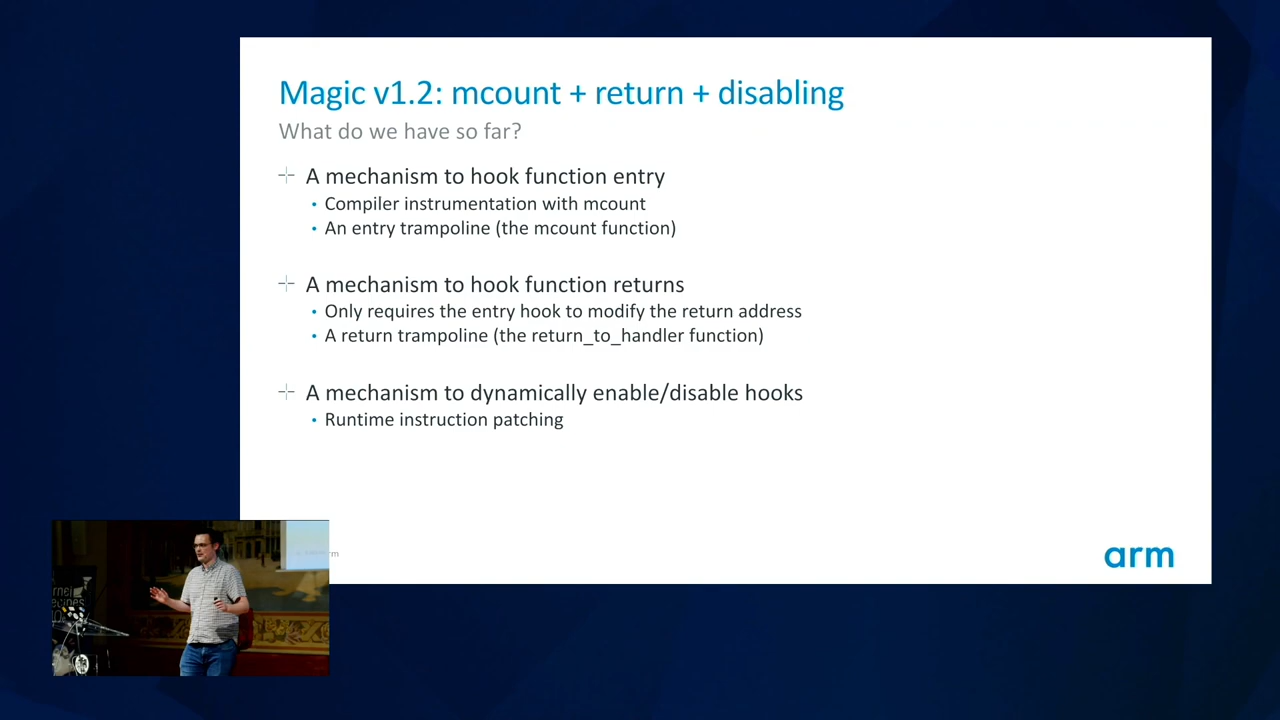 Magic v1.2: mcount + return + disabling
What do we have so far?
A mechanism to hook function entry
• Compiler instrumentation with mcount
• An entry trampoline (the mcount function)
A mechanism to hook function returns
• Only requires the entry hook to modify the return address
• A return trampoline (the return_to_handler function)
A mechanism to dynamically enable/disable hooks
• Runtime instruction patching
arm